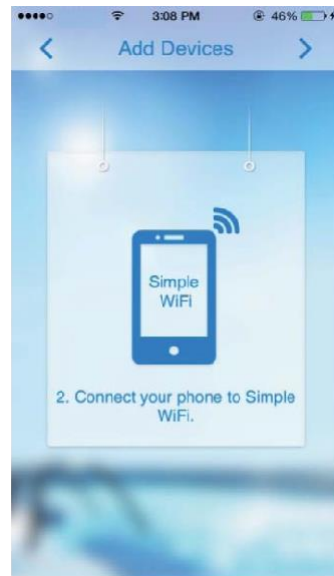 3:08 PM
46%
Add Devices
Simple
WiFi
2. Connect your phone to Simple
WiFi.